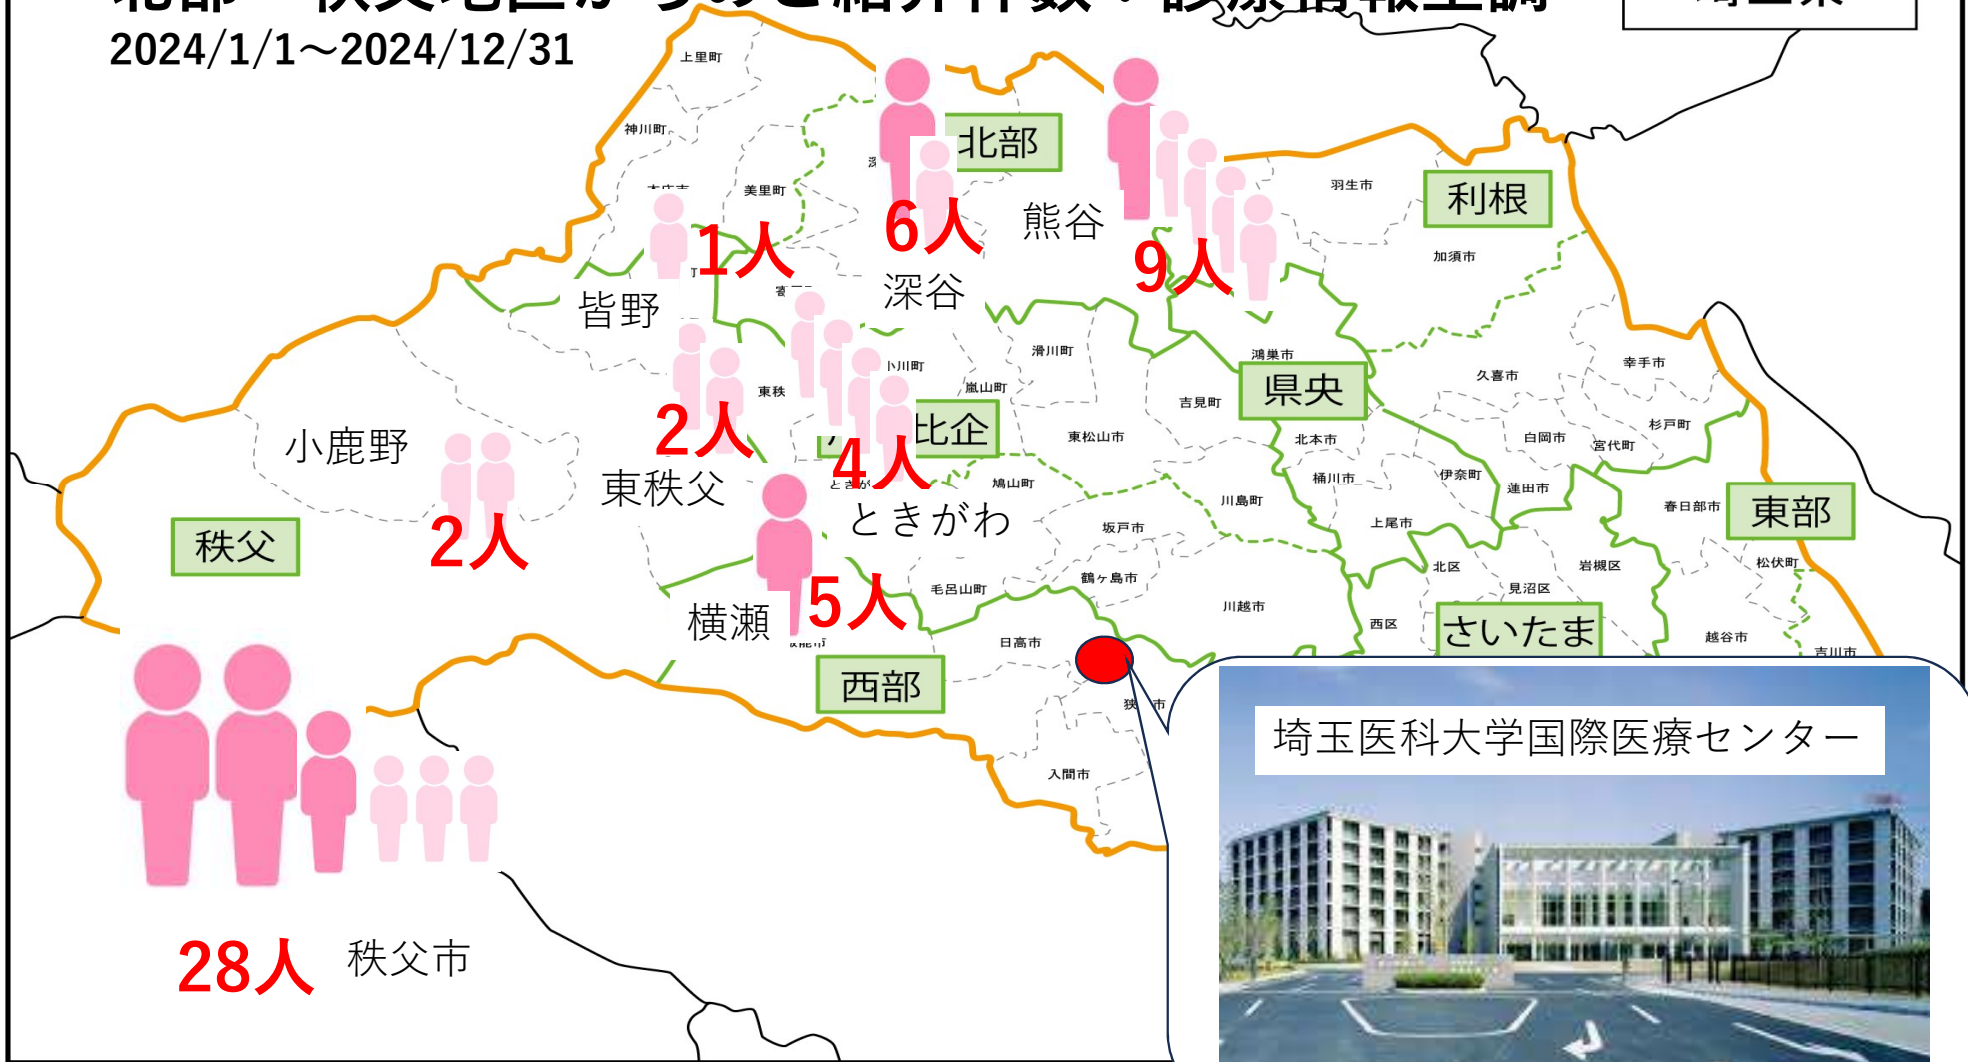 2024/1/1～2024/12/31
上里町
神川町
美里町
北部
羽生市
利根
熊谷
6人
1人
9人
加須市
深谷
皆野
滑川町
鴻巣市
幸手市
小川町
東秩
嵐山町
久喜市
県央
吉見町
杉戸町
2人
比企
東松山市
北本市
白岡市
宮代町
小鹿野
4人
東秩父
鳩山町
桶川市
伊奈町
蓮田市
川島町
春日部市
東部
ときがわ
坂戸市
上尾市
2人
秩父
松伏町
北区
岩槻区
鶴ヶ島市
毛呂山町
見沼区
5人
川越市
横瀬
西区
さいたま
越谷市
日高市
吉川市
西部
埼玉医科大学国際医療センター
入間市
28人
秩父市